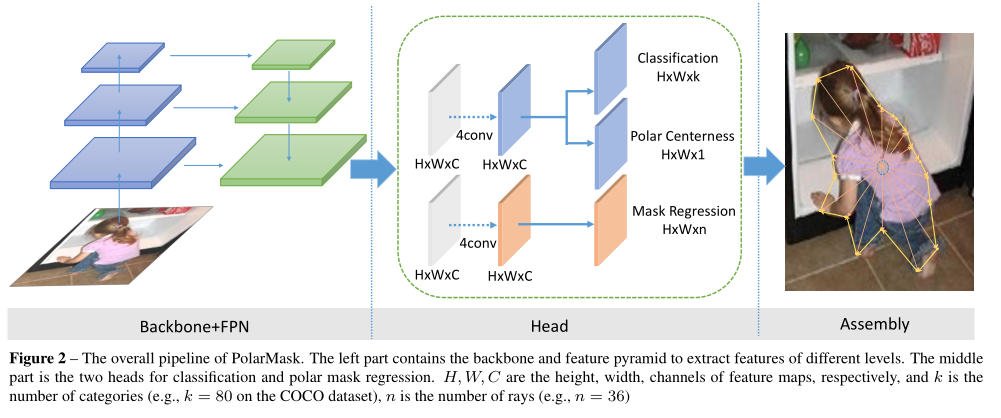 Classification
HxWxk
4conv
HxWxC
HxWxC
Polar Centerness
HxWx1
4conv
HxWxC
HxWxC
Mask Regression
HxWxn
Backbone+FPN
Head
Assembly
Figure 2 – The overall pipeline of PolarMask. The left part contains the backbone and feature pyramid to extract features of different levels. The middle
part is the two heads for classification and polar mask regression. H, W, C are the height, width, channels of feature maps, respectively, and k is the
number of categories (e.g., k = 80 on the COCO dataset), n is the number of rays (e.g., n = 36)